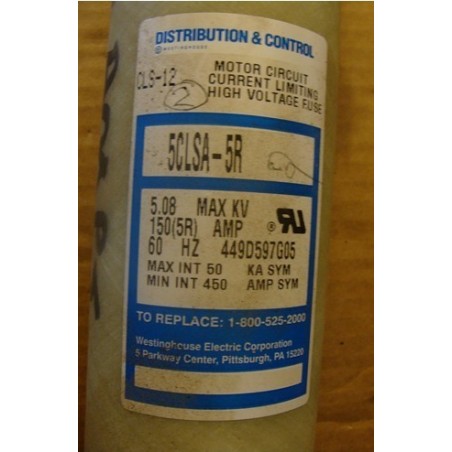 DISTRIBUTION & CONTROL
WESTINGHOUSE
CLS-12
2
MOTOR CIRCUIT
CURRENT LIMITING
HIGH VOLTAGE FUSE
5CLSA-5R
5.08 MAX KV
150(5R) AMP
60 HZ 449D597G05
MAX INT 50 KA SYM
MIN INT 450 AMP SYM
TO REPLACE: 1-800-525-2000
Westinghouse Electric Corporation
5 Parkway Center, Pittsburgh, PA 15220